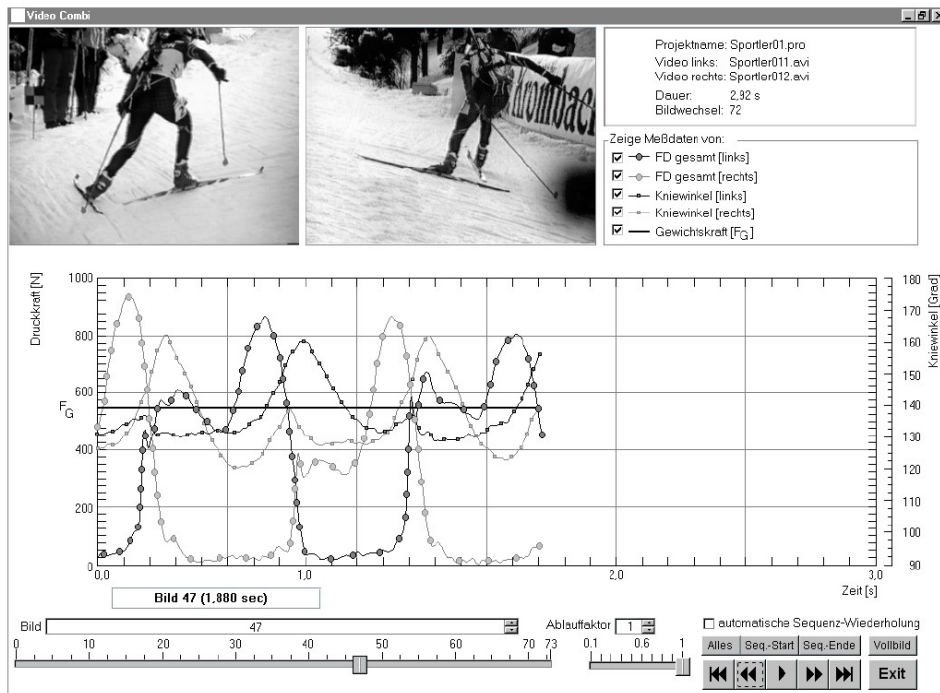 Video Combi
Projektname: Sportler01.pro
Video links: Sportler011.avi
Video rechts: Sportler012.avi
Dauer: 2,92 s
Bildwechsel: 72
Zeige Meßdaten von:
FD gesamt [links]
FD gesamt [rechts]
Kniewinkel [links]
Kniewinkel [rechts]
Gewichtskraft [FG]
Druckkraft [N]
1000
800
600
FG
400
200
0
0,0 1,0 2,0 3,0
Zeit [s]
180
170
160
150
140
130
120
110
100
90
Kniewinkel [Grad]
Bild 47 (1,880 sec)
Bild 47
0 10 20 30 40 50 60 70 73
Ablauffaktor 1
0.1 0.6 1
automatische Sequenz-Wiederholung
Alles Seq.-Start Seq.-Ende Vollbild
Exit